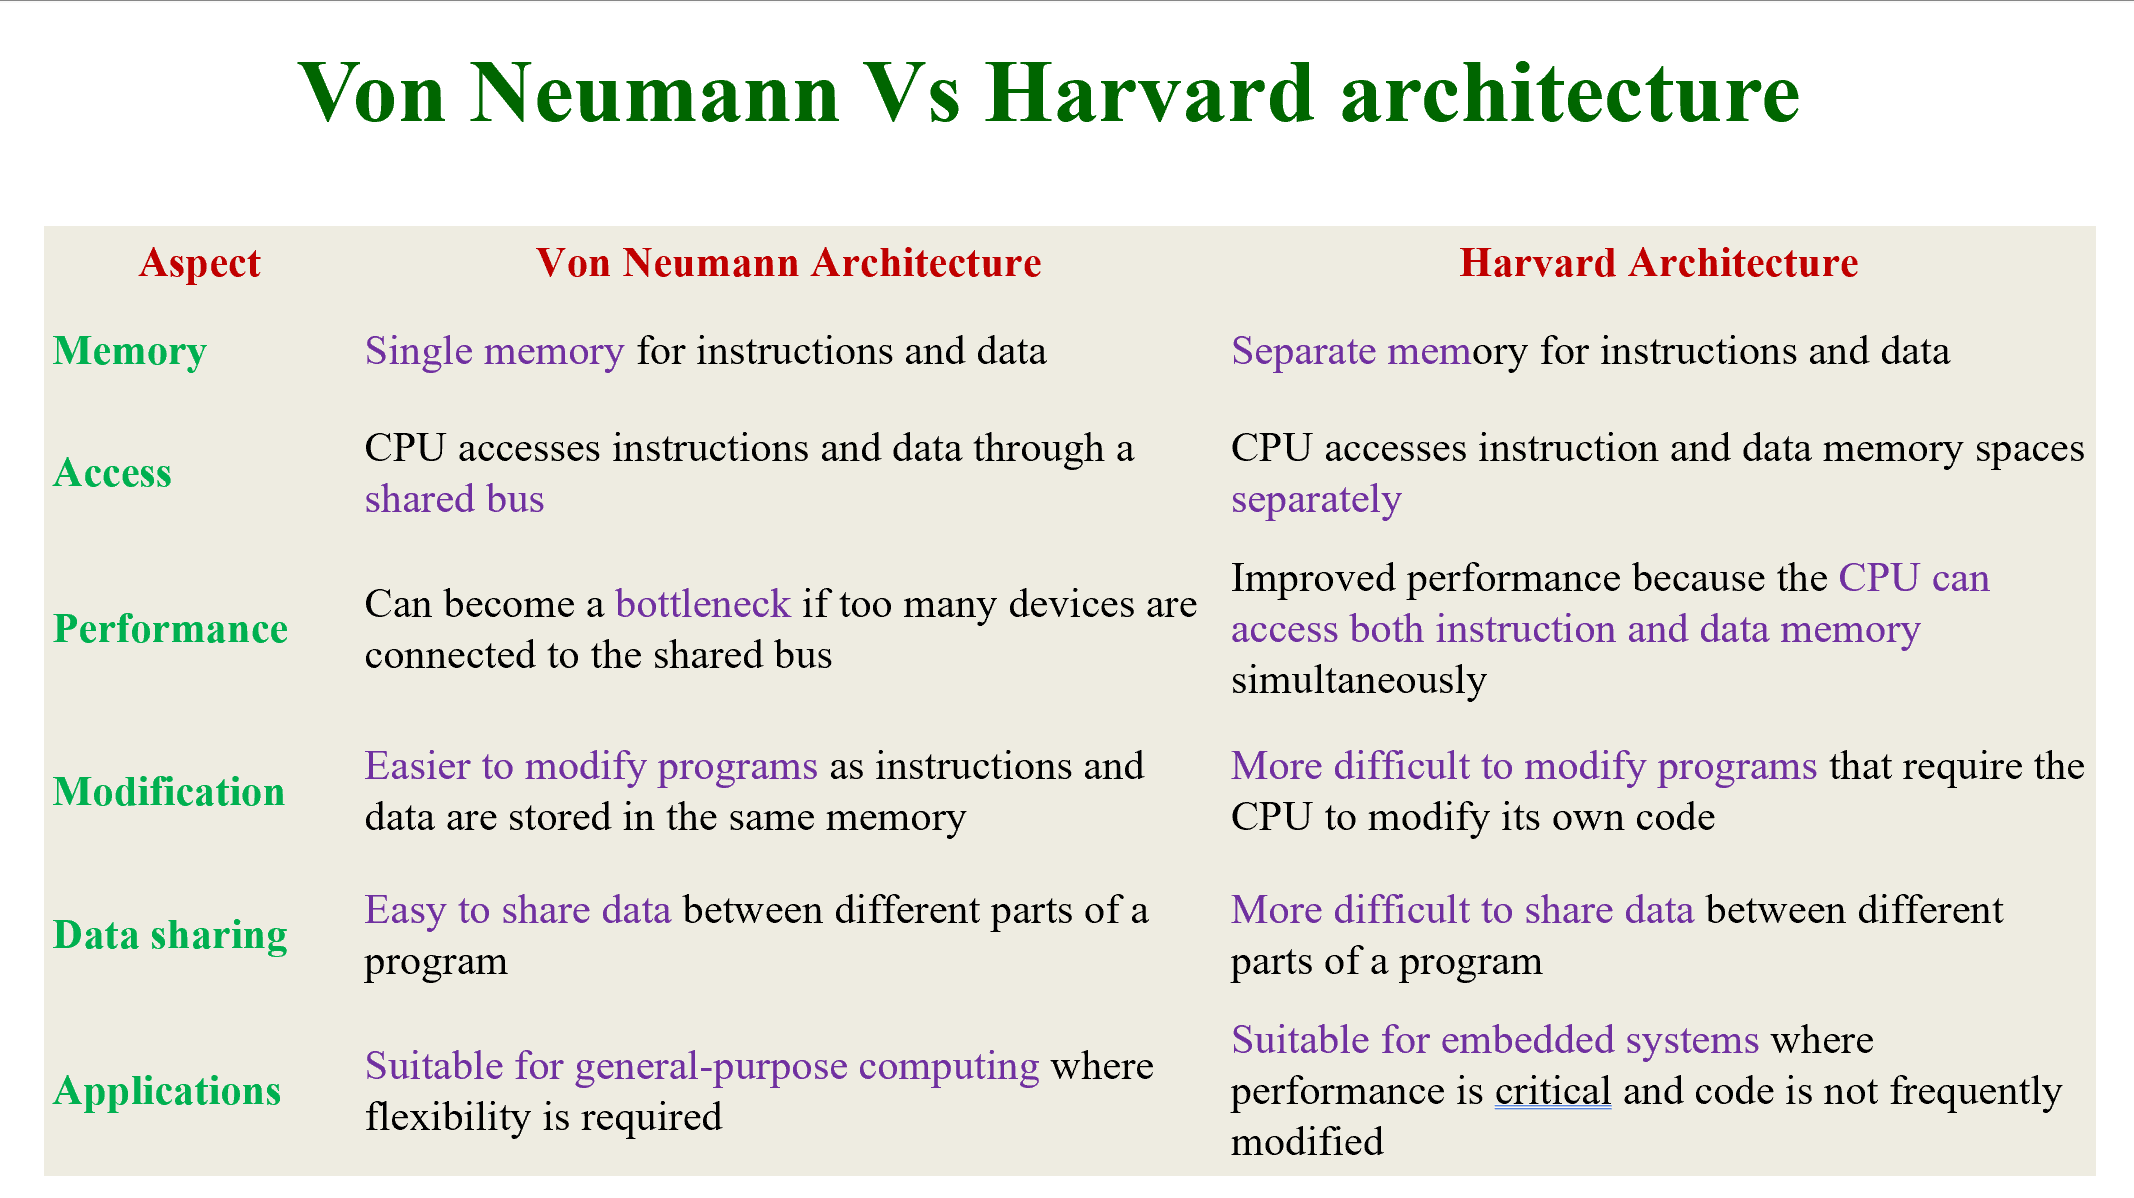 Von Neumann Vs Harvard architecture
Aspect
Von Neumann Architecture
Harvard Architecture
Memory
Single memory for instructions and data
Separate memory for instructions and data
Access
CPU accesses instructions and data through a
shared bus
CPU accesses instruction and data memory spaces
separately
Performance
Can become a bottleneck if too many devices are
connected to the shared bus
Improved performance because the CPU can
access both instruction and data memory
simultaneously
Modification
Easier to modify programs as instructions and
data are stored in the same memory
More difficult to modify programs that require the
CPU to modify its own code
Data sharing
Easy to share data between different parts of a
program
More difficult to share data between different
parts of a program
Applications
Suitable for general-purpose computing where
flexibility is required
Suitable for embedded systems where
performance is critical and code is not frequently
modified